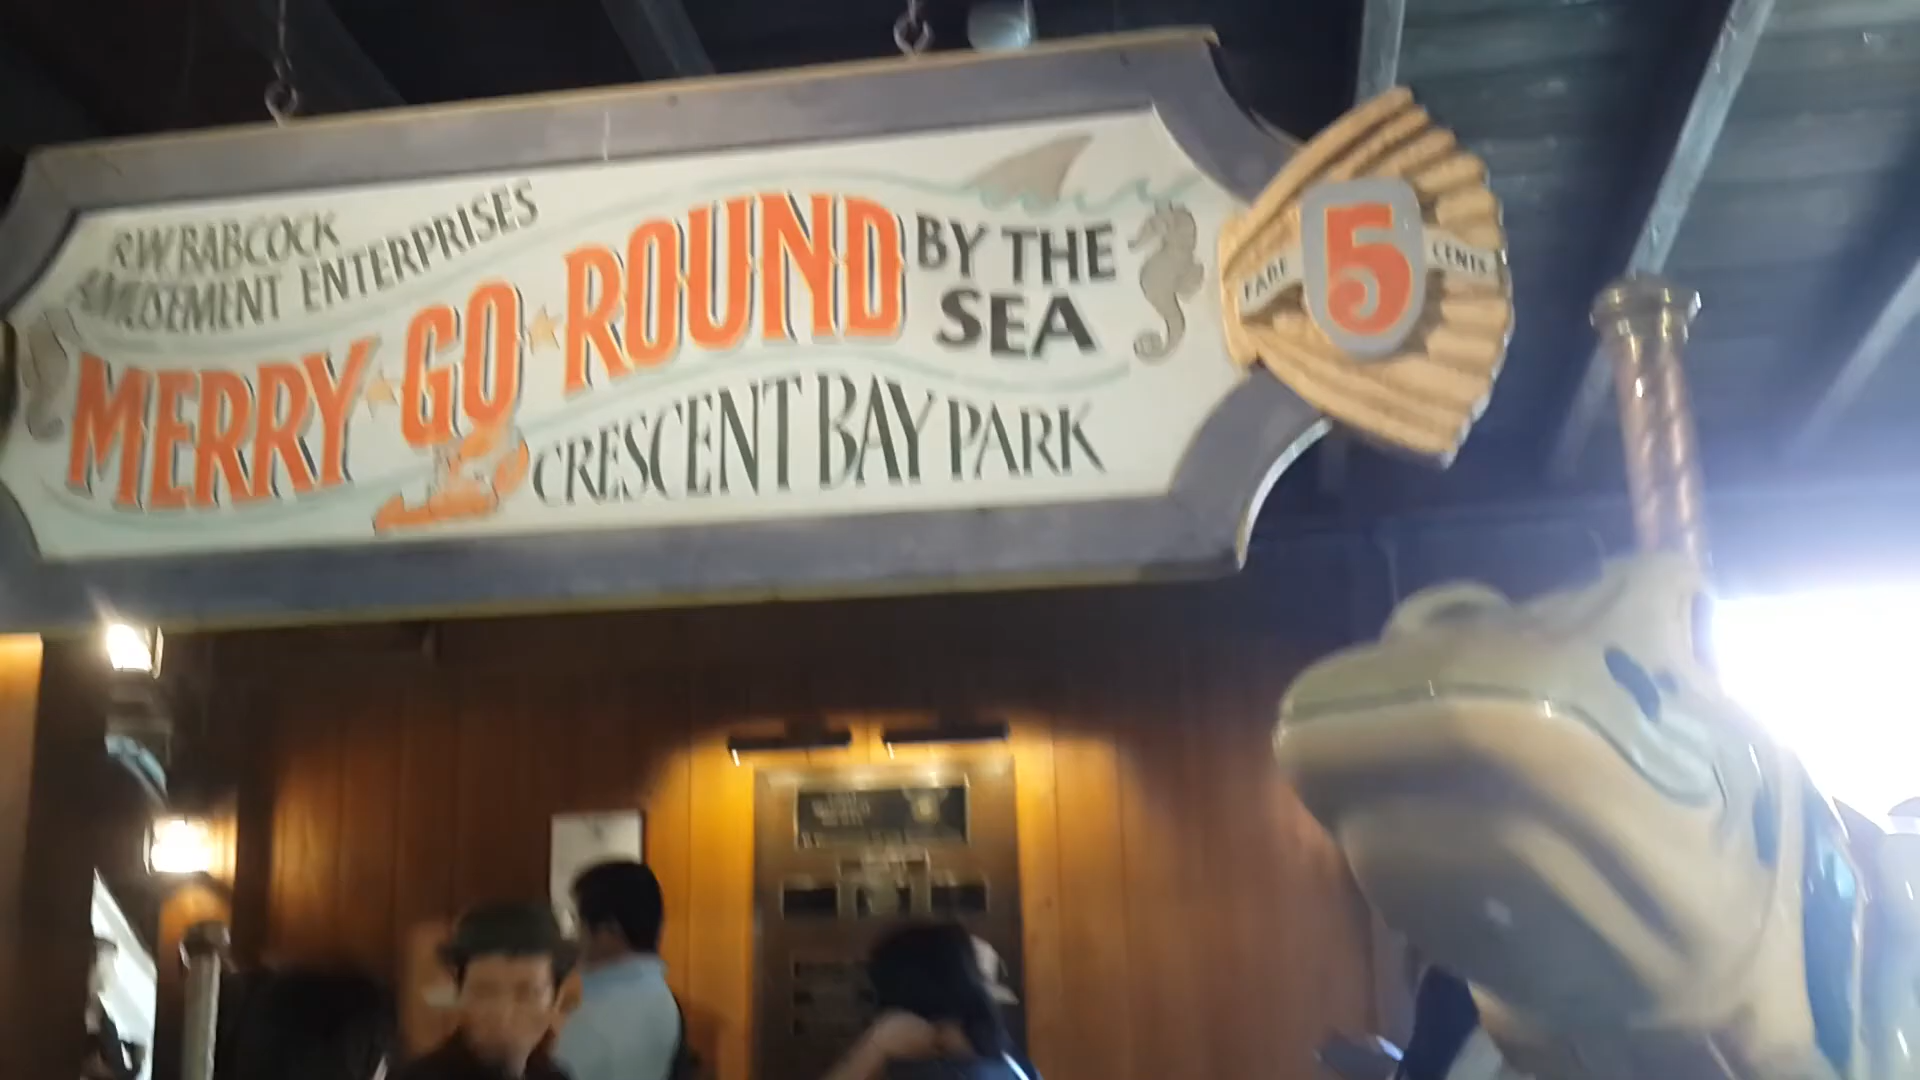 R.W. BABCOCK
AMUSEMENT ENTERPRISES
MERRY GO ROUND
BY THE
SEA
CRESCENT BAY PARK
FARE 5 CENTS